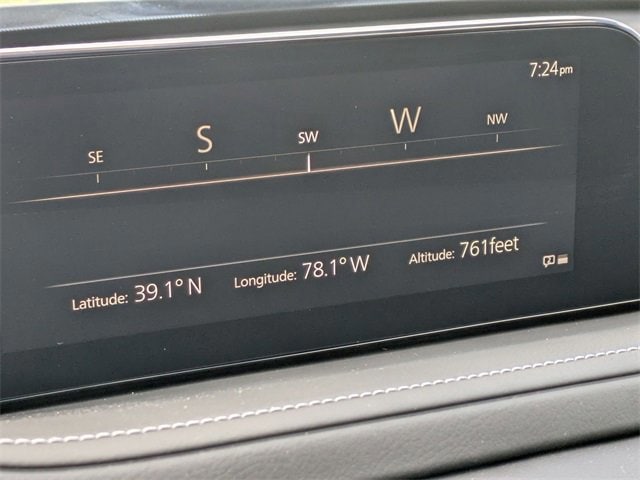 7:24pm
SE S SW W NW
Latitude: 39.1° N Longitude: 78.1° W Altitude: 761feet